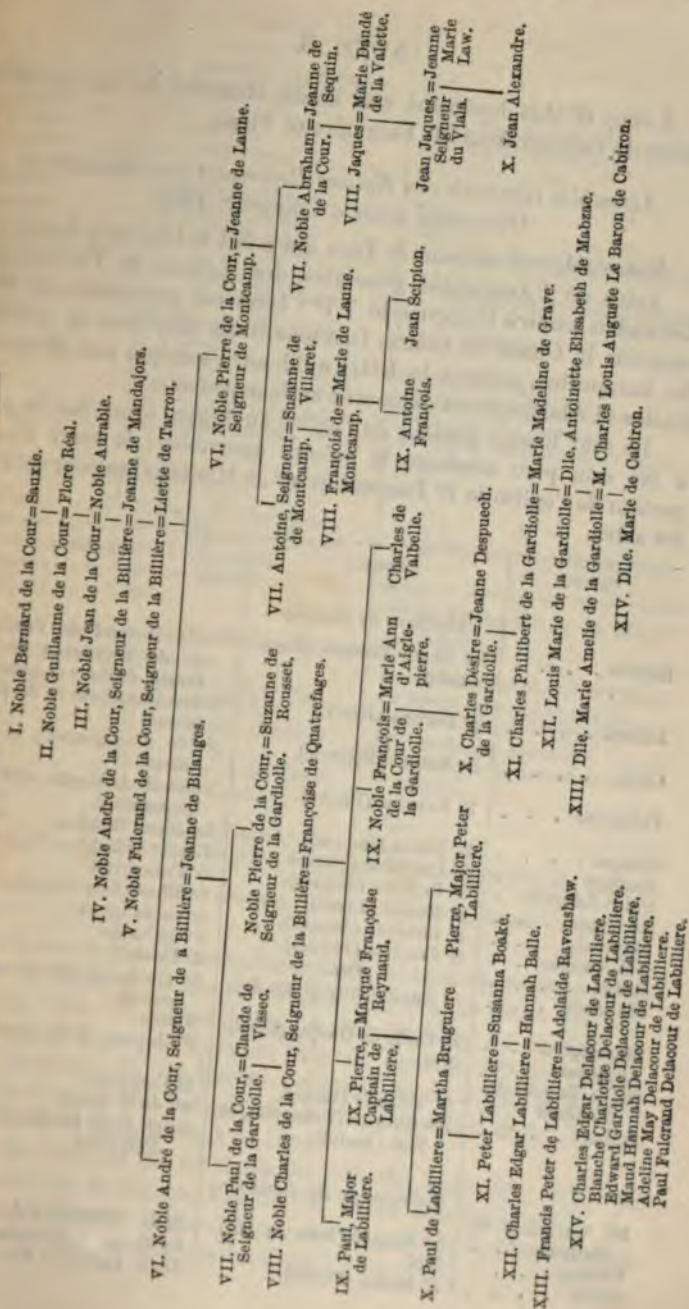 I. Noble Bernard de la Cour=Sauxie.
II. Noble Guillaume de la Cour=Flore Réal.
III. Noble Jean de la Cour=Noble Aurable.
IV. Noble André de la Cour, Seigneur de la Billière=Jeanne de Mandajors.
V. Noble Fulcrand de la Cour, Seigneur de la Billière=Liette de Tarrou.
VI. Noble André de la Cour, Seigneur de a Billière=Jeanne de Bilanges.
VI. Noble Pierre de la Cour,=Jeanne de Laune.
Seigneur de Montcamp.
VII. Noble Paul de la Cour,=Claude de
Seigneur de la Gardiolle. Vissec.
Noble Pierre de la Cour,=Suzanne de
Seigneur de la Gardiolle. Rousset.
VII. Antoine, Seigneur=Susanne de
de Montcamp. Villaret.
VII. Noble Abraham=Jeanne de
de la Cour. Sequin.
VIII. Noble Charles de la Cour, Seigneur de la Billière=Françoise de Quatrefages.
VIII. François de=Marie de Laune.
Montcamp.
VIII. Jaques=Marie Daudé
de la Valette.
IX. Paul, Major
de Labilliere.
IX. Pierre,=Marque Françoise
Captain de Reynaud.
Labilliere.
IX. Noble François=Marie Ann
de la Cour de d'Aigle-
la Gardiolle. pierre.
Charles de
Valbelle.
IX. Antoine Jean Scipion.
François.
Jean Jaques,=Jeanne
Seigneur Marie
du Viala. Law.
X. Paul de Labilliere=Martha Bruguiere
Pierre, Major Peter
Labilliere.
X. Charles Désire=Jeanne Despuech.
de la Gardiolle.
X. Jean Alexandre.
XI. Peter Labilliere=Susanna Boake.
XI. Charles Philibert de la Gardiolle=Marie Madeline de Grave.
XII. Charles Edgar Labilliere=Hannah Balle.
XII. Louis Marie de la Gardiolle=Dlle. Antoinette Elisabeth de Mabzac.
XIII. Francis Peter de Labilliere=Adelaide Ravenshaw.
XIII. Dlle. Marie Amelie de la Gardiolle=M. Charles Louis Auguste Le Baron de Cabiron.
XIV. Charles Edgar Delacour de Labilliere.
Blanche Charlotte Delacour de Labilliere.
Edward Gardiole Delacour de Labilliere.
Maud Hannah Delacour de Labilliere.
Adeline May Delacour de Labilliere.
Paul Fulcrand Delacour de Labilliere.
XIV. Dlle. Marie de Cabiron.